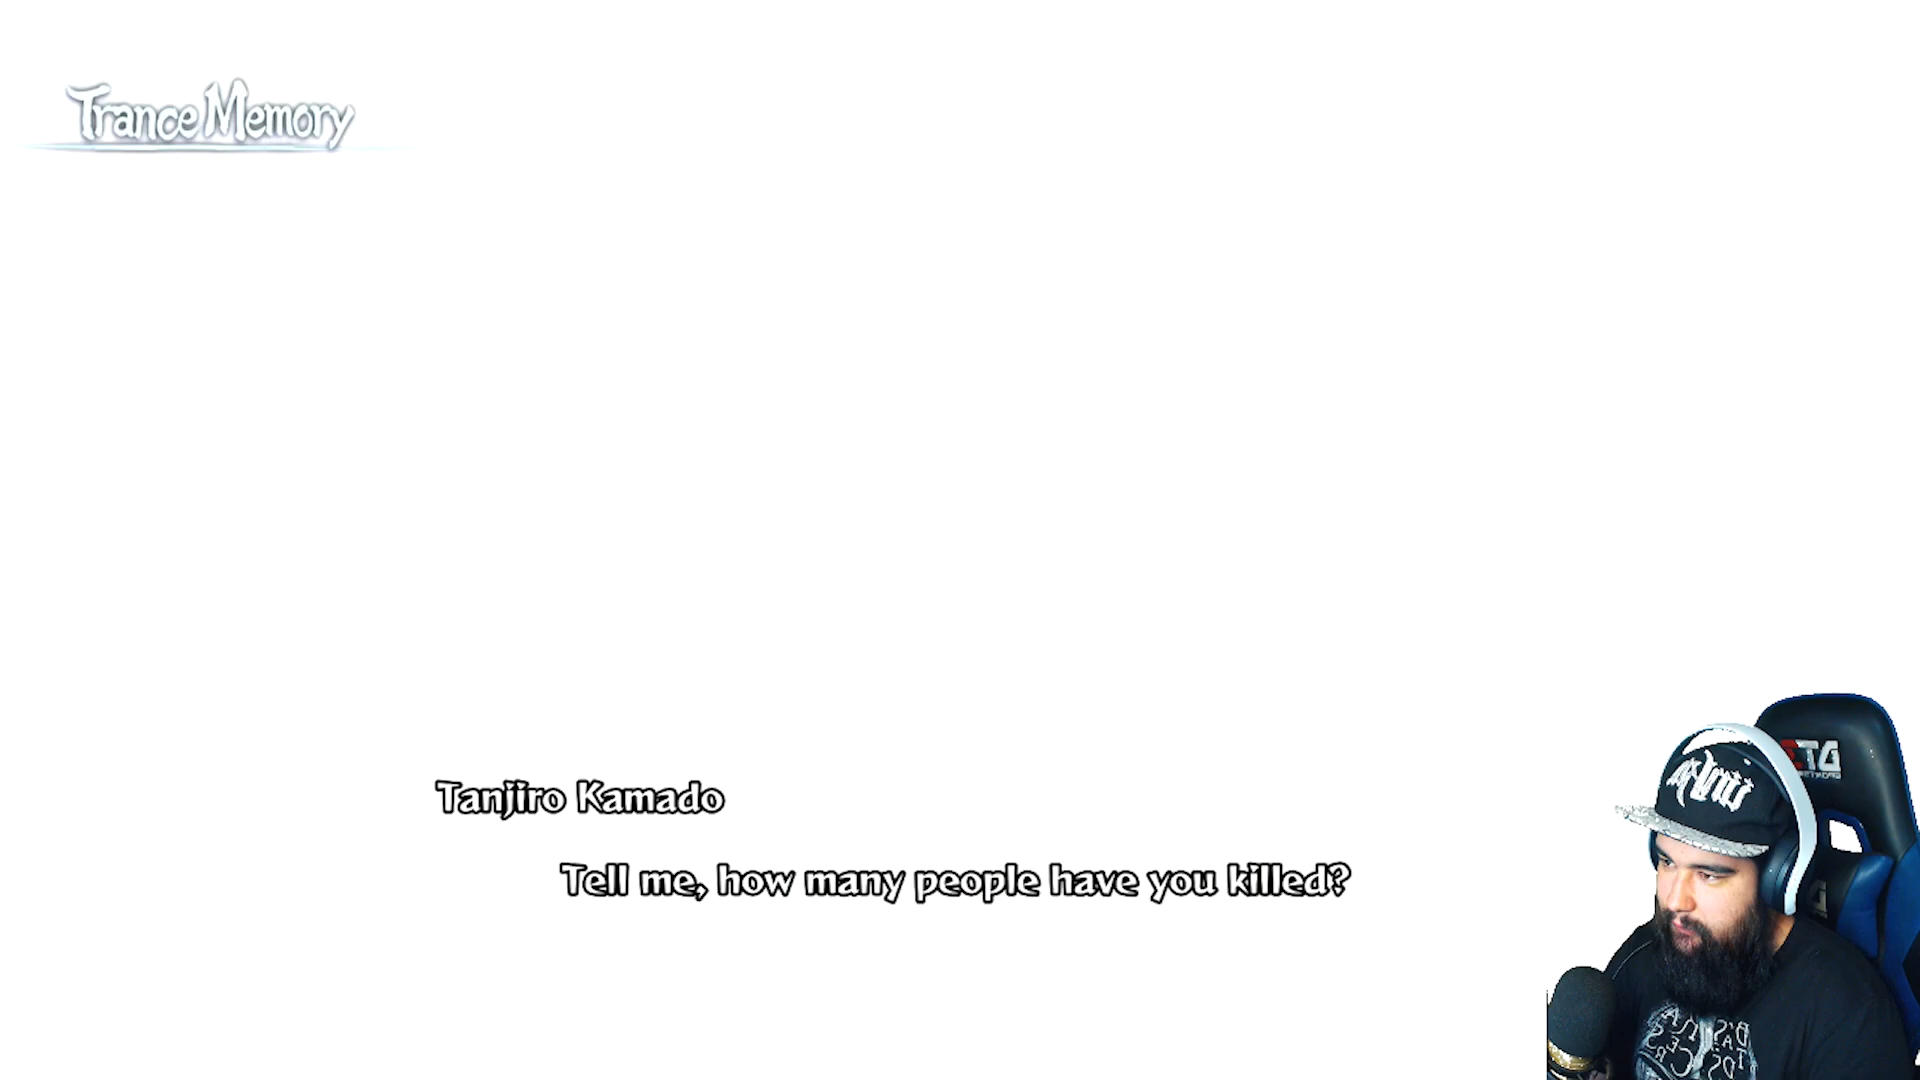 Trance Memory
Tanjiro Kamado
Tell me, how many people have you killed?